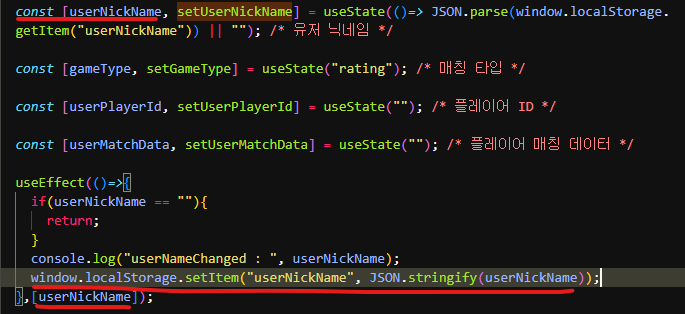 const [userNickName, setUserNickName] = useState(()=> JSON.parse(window.localStorage.
getItem("userNickName")) || ""); /* 유저 닉네임 */
const [gameType, setGameType] = useState("rating"); /* 매칭 타입 */
const [userPlayerId, setUserPlayerId] = useState(""); /* 플레이어 ID */
const [userMatchData, setUserMatchData] = useState(""); /* 플레이어 매칭 데이터 */
useEffect(()=>{
if(userNickName == ""){
return;
}
console.log("userNameChanged : ", userNickName);
window.localStorage.setItem("userNickName", JSON.stringify(userNickName));
},[userNickName]);